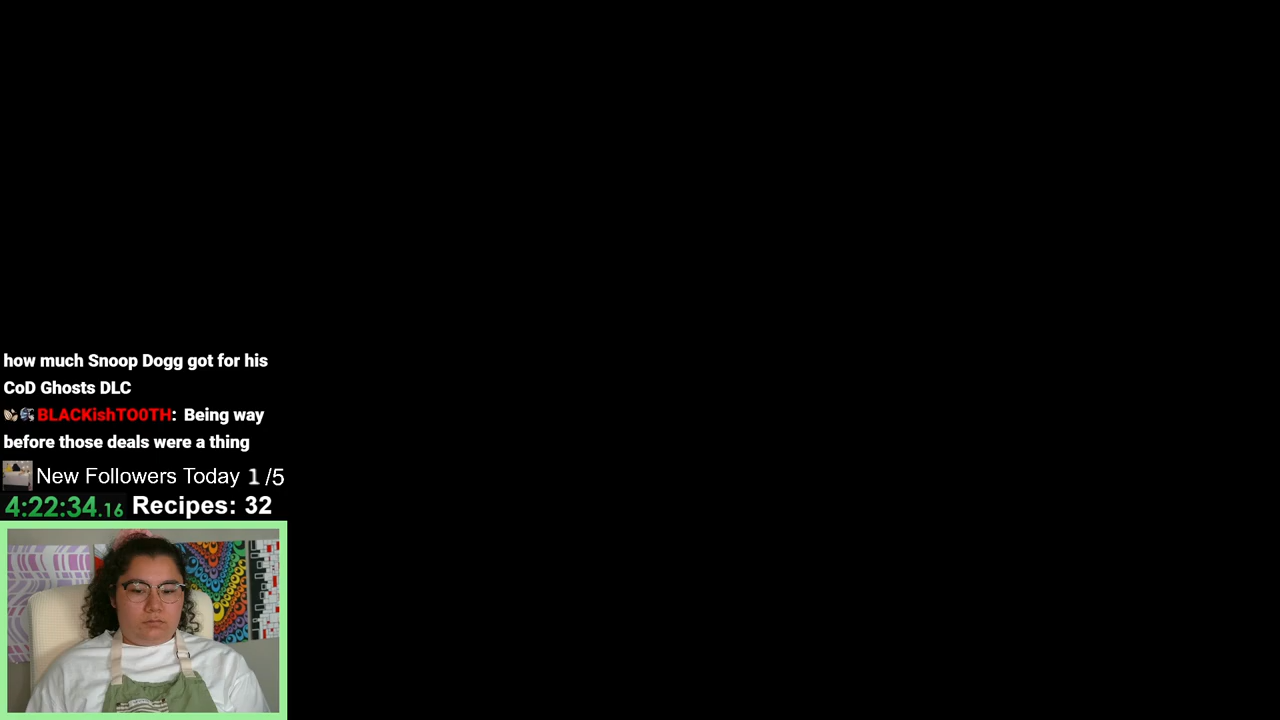 how much Snoop Dogg got for his
CoD Ghosts DLC
BLACKishTO0TH: Being way
before those deals were a thing
New Followers Today 1/5
4:22:34.16 Recipes: 32